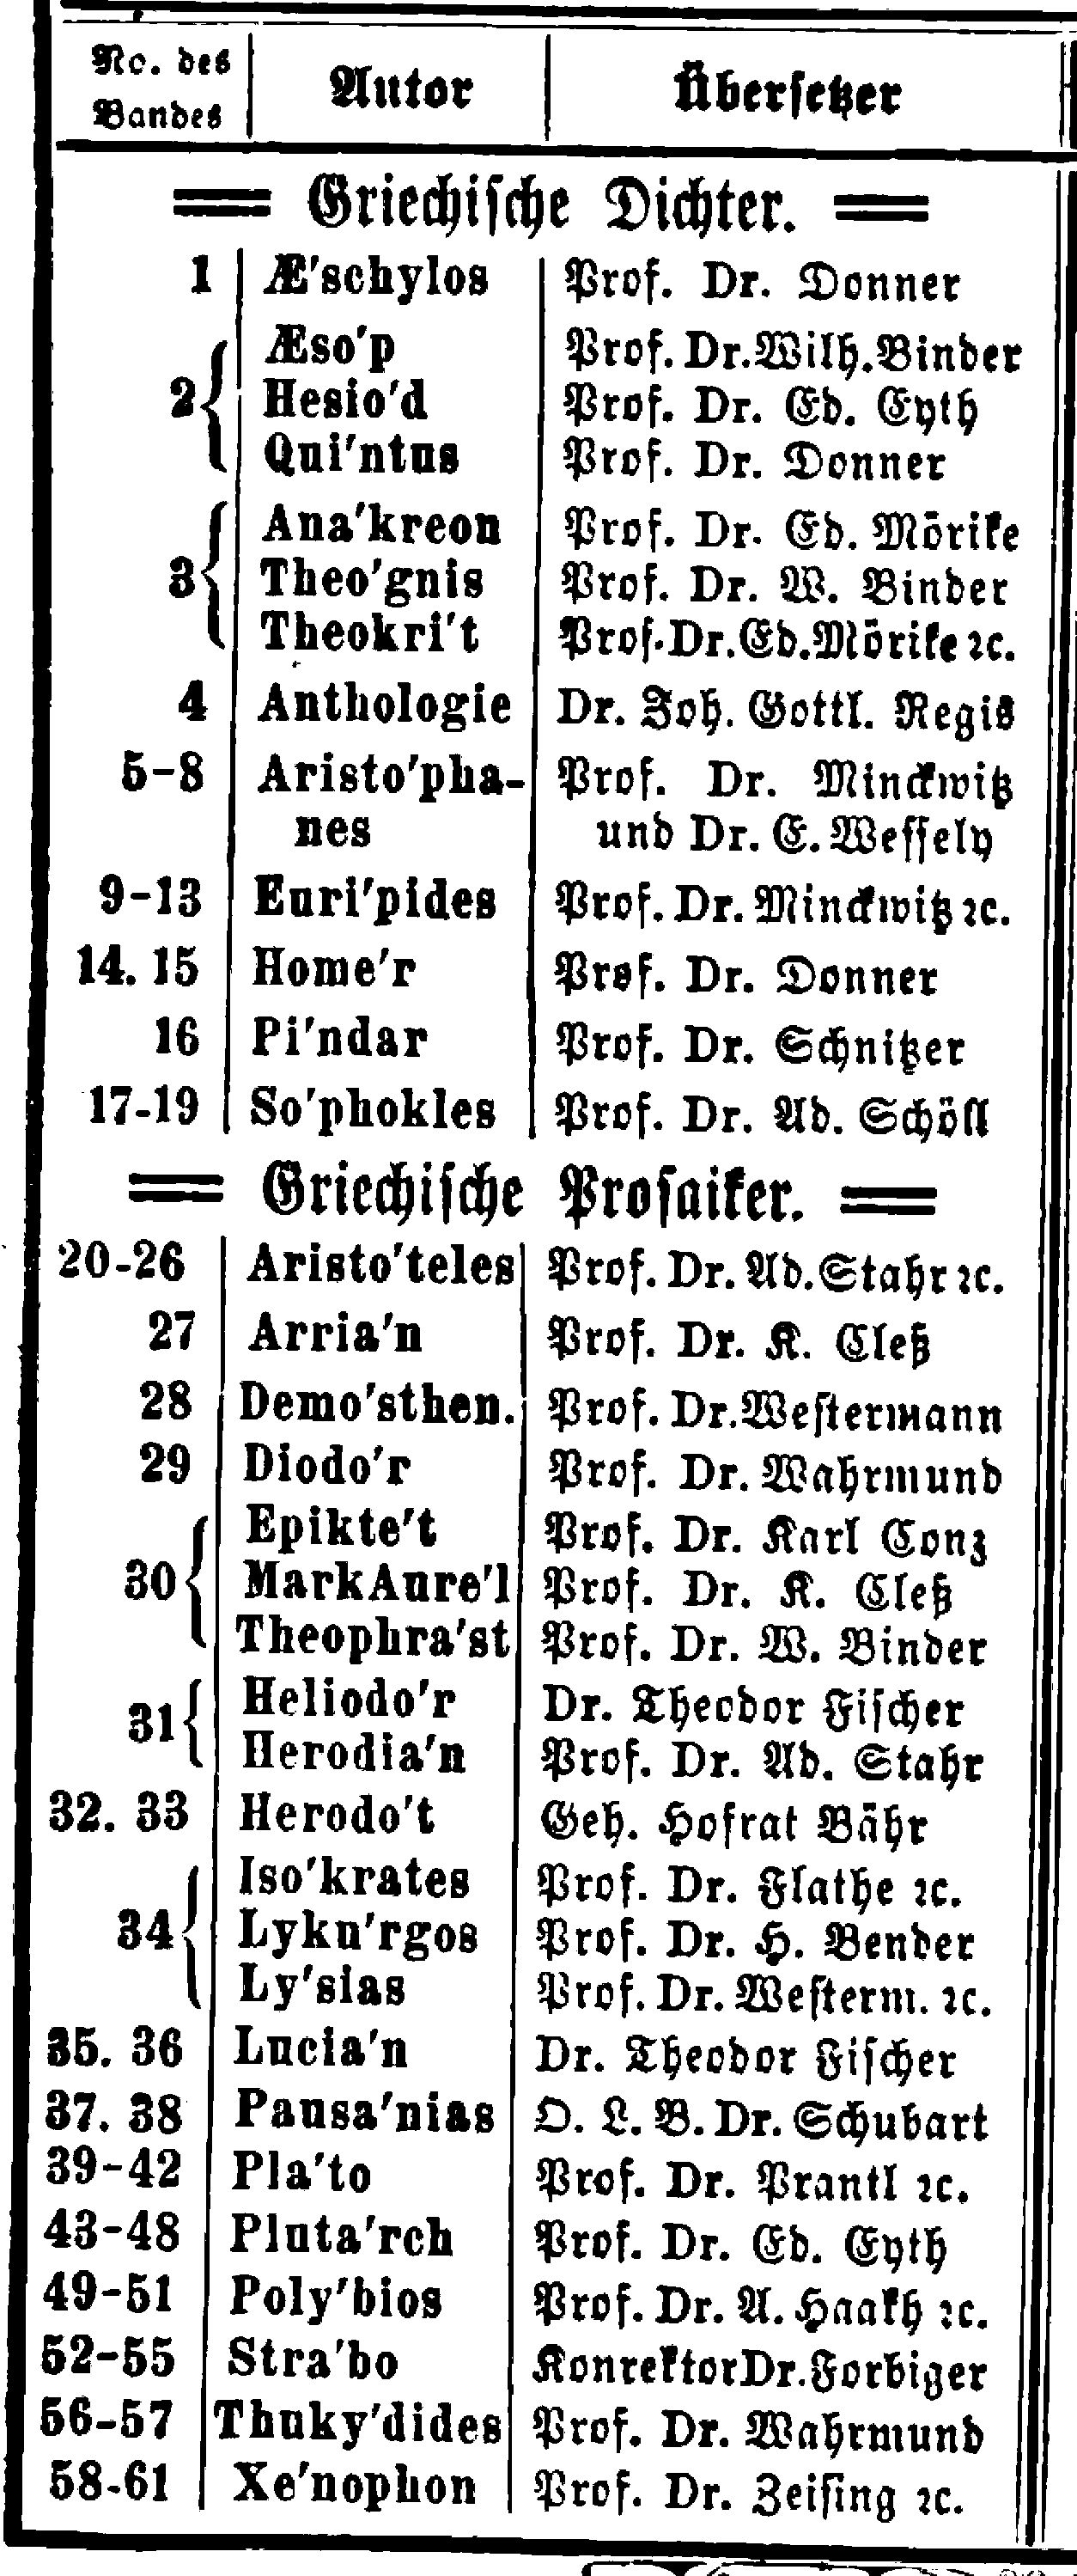 No. des Bandes Autor Übersetzer
Griechische Dichter.
1 Æ'schylos Prof. Dr. Donner
Æso'p Prof. Dr. Wilh. Binder
2 Hesio'd Prof. Dr. Ed. Eyth
Qui'ntus Prof. Dr. Donner
Ana'kreon Prof. Dr. Ed. Mörike
3 Theo'gnis Prof. Dr. W. Binder
Theokri't Prof. Dr. Ed. Mörike ꝛc.
4 Anthologie Dr. Joh. Gottl. Regis
5-8 Aristo'pha- Prof. Dr. Minckwitz
nes und Dr. E. Wessely
9-13 Euri'pides Prof. Dr. Minckwitz ꝛc.
14. 15 Home'r Prof. Dr. Donner
16 Pi'ndar Prof. Dr. Schnitzer
17-19 So'phokles Prof. Dr. Ad. Schöll
Griechische Prosaiker.
20-26 Aristo'teles Prof. Dr. Ad. Stahr ꝛc.
27 Arria'n Prof. Dr. K. Cleß
28 Demo'sthen. Prof. Dr. Westermann
29 Diodo'r Prof. Dr. Wahrmund
Epikte't Prof. Dr. Karl Conz
30 Mark Aure'l Prof. Dr. K. Cleß
Theophra'st Prof. Dr. W. Binder
31 Heliodo'r Dr. Theodor Fischer
Herodia'n Prof. Dr. Ad. Stahr
32. 33 Herodo't Geh. Hofrat Bähr
Iso'krates Prof. Dr. Flathe ꝛc.
34 Lyku'rgos Prof. Dr. H. Bender
Ly'sias Prof. Dr. Westerm. ꝛc.
35. 36 Lucia'n Dr. Theodor Fischer
37. 38 Pausa'nias O. L. B. Dr. Schubart
39-42 Pla'to Prof. Dr. Prantl ꝛc.
43-48 Pluta'rch Prof. Dr. Ed. Eyth
49-51 Poly'bios Prof. Dr. A. Haakh ꝛc.
52-55 Stra'bo Konrektor Dr. Forbiger
56-57 Thuky'dides Prof. Dr. Wahrmund
58-61 Xe'nophon Prof. Dr. Zeising ꝛc.